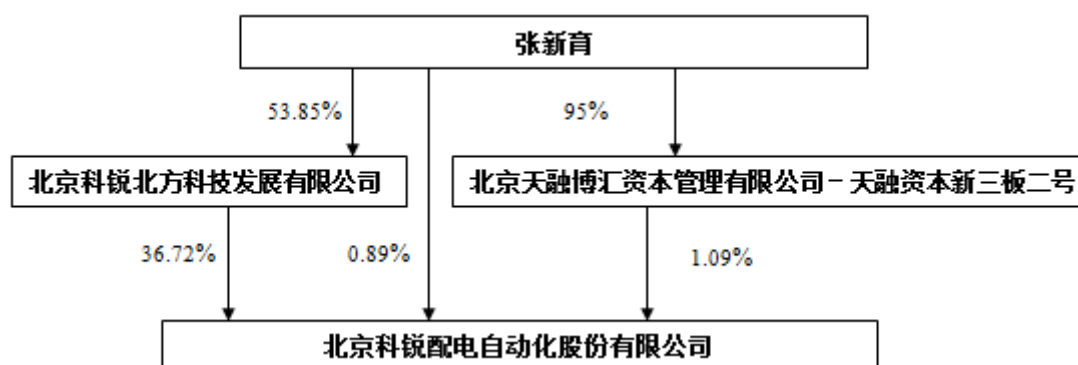 张新育
53.85%
95%
北京科锐北方科技发展有限公司
北京天融博汇资本管理有限公司－天融资本新三板二号
36.72%
0.89%
1.09%
北京科锐配电自动化股份有限公司